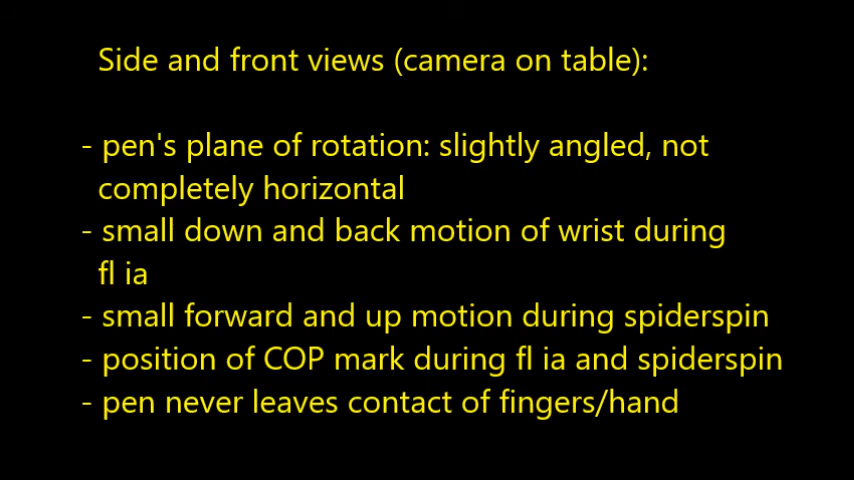 Side and front views (camera on table):
- pen's plane of rotation: slightly angled, not
completely horizontal
- small down and back motion of wrist during
fl ia
- small forward and up motion during spiderspin
- position of COP mark during fl ia and spiderspin
- pen never leaves contact of fingers/hand